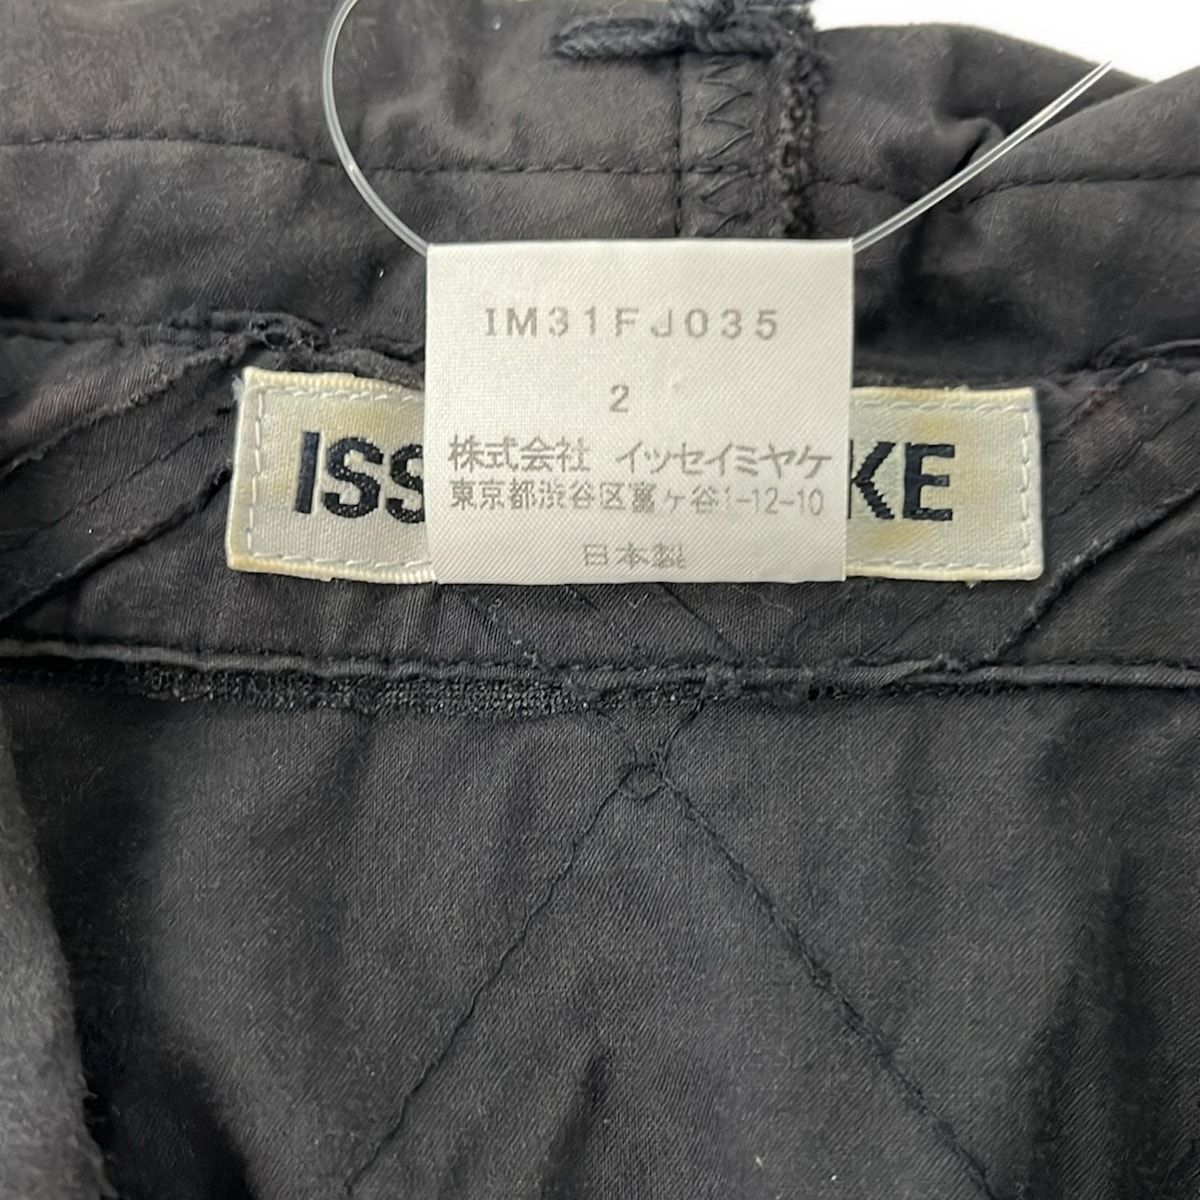 IM31FJ035
2
株式会社 イッセイミヤケ
東京都渋谷区富ヶ谷1-12-10
日本製
ISS KE